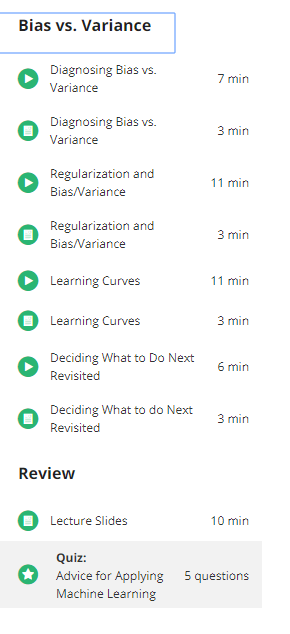 Bias vs. Variance
Diagnosing Bias vs.
Variance
7 min
Diagnosing Bias vs.
Variance
3 min
Regularization and
Bias/Variance
11 min
Regularization and
Bias/Variance
3 min
Learning Curves
11 min
Learning Curves
3 min
Deciding What to Do Next
Revisited
6 min
Deciding What to do Next
Revisited
3 min
Review
Lecture Slides
10 min
Quiz:
Advice for Applying
Machine Learning
5 questions